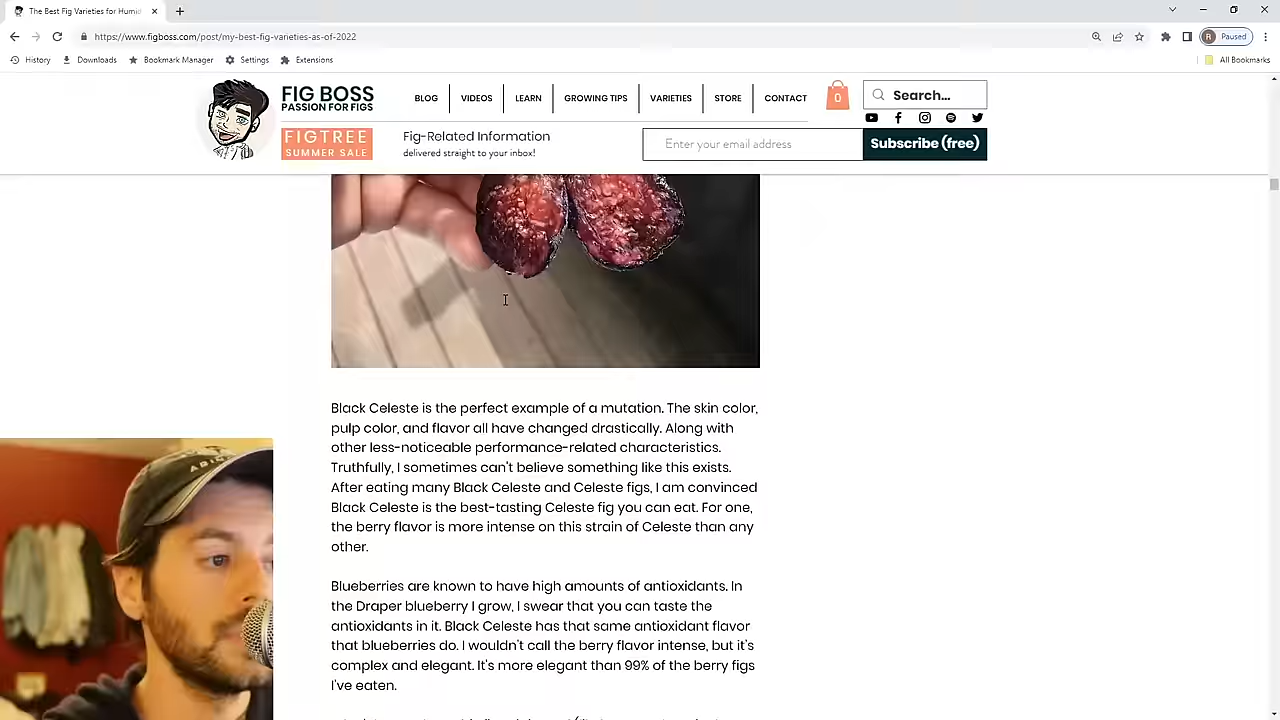 The Best Fig Varieties for Humid
https://www.figboss.com/post/my-best-fig-varieties-as-of-2022
R Paused
History Downloads Bookmark Manager Settings Extensions All Bookmarks
FIG BOSS
PASSION FOR FIGS
BLOG VIDEOS LEARN GROWING TIPS VARIETIES STORE CONTACT 0 Search...
FIGTREE
SUMMER SALE
Fig-Related Information
delivered straight to your inbox!
Enter your email address Subscribe (free)
Black Celeste is the perfect example of a mutation. The skin color,
pulp color, and flavor all have changed drastically. Along with
other less-noticeable performance-related characteristics.
Truthfully, I sometimes can't believe something like this exists.
After eating many Black Celeste and Celeste figs, I am convinced
Black Celeste is the best-tasting Celeste fig you can eat. For one,
the berry flavor is more intense on this strain of Celeste than any
other.
Blueberries are known to have high amounts of antioxidants. In
the Draper blueberry I grow, I swear that you can taste the
antioxidants in it. Black Celeste has that same antioxidant flavor
that blueberries do. I wouldn't call the berry flavor intense, but it's
complex and elegant. It's more elegant than 99% of the berry figs
I've eaten.